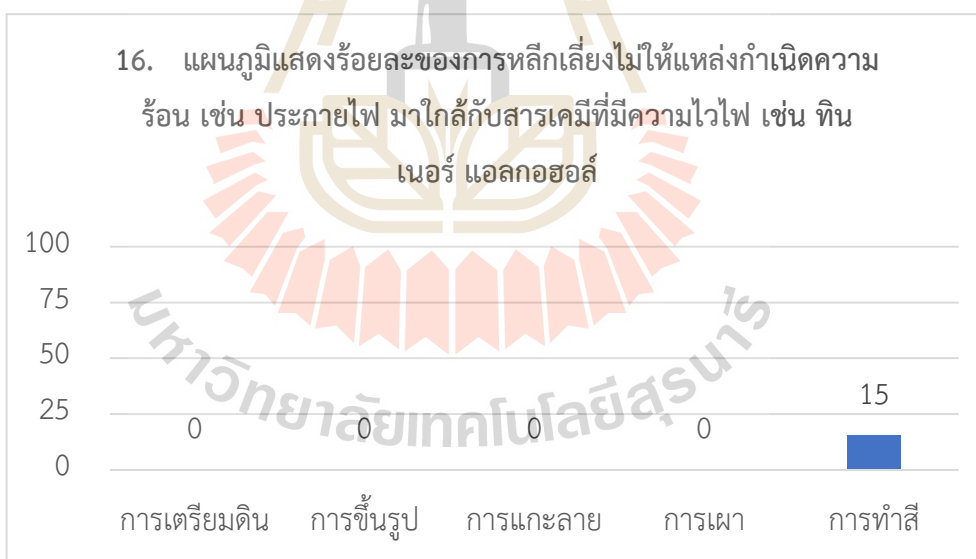 16. แผนภูมิแสดงร้อยละของการหลีกเลี่ยงไม่ให้แหล่งกำเนิดความ
ร้อน เช่น ประกายไฟ มาใกล้กับสารเคมีที่มีความไวไฟ เช่น ทิน
เนอร์ แอลกอฮอล์
100
75
50
25
0
0
0
0
0
15
การเตรียมดิน
การขึ้นรูป
การแกะลาย
การเผา
การทำสี
มหาวิทยาลัยเทคโนโลยีสุรนารี